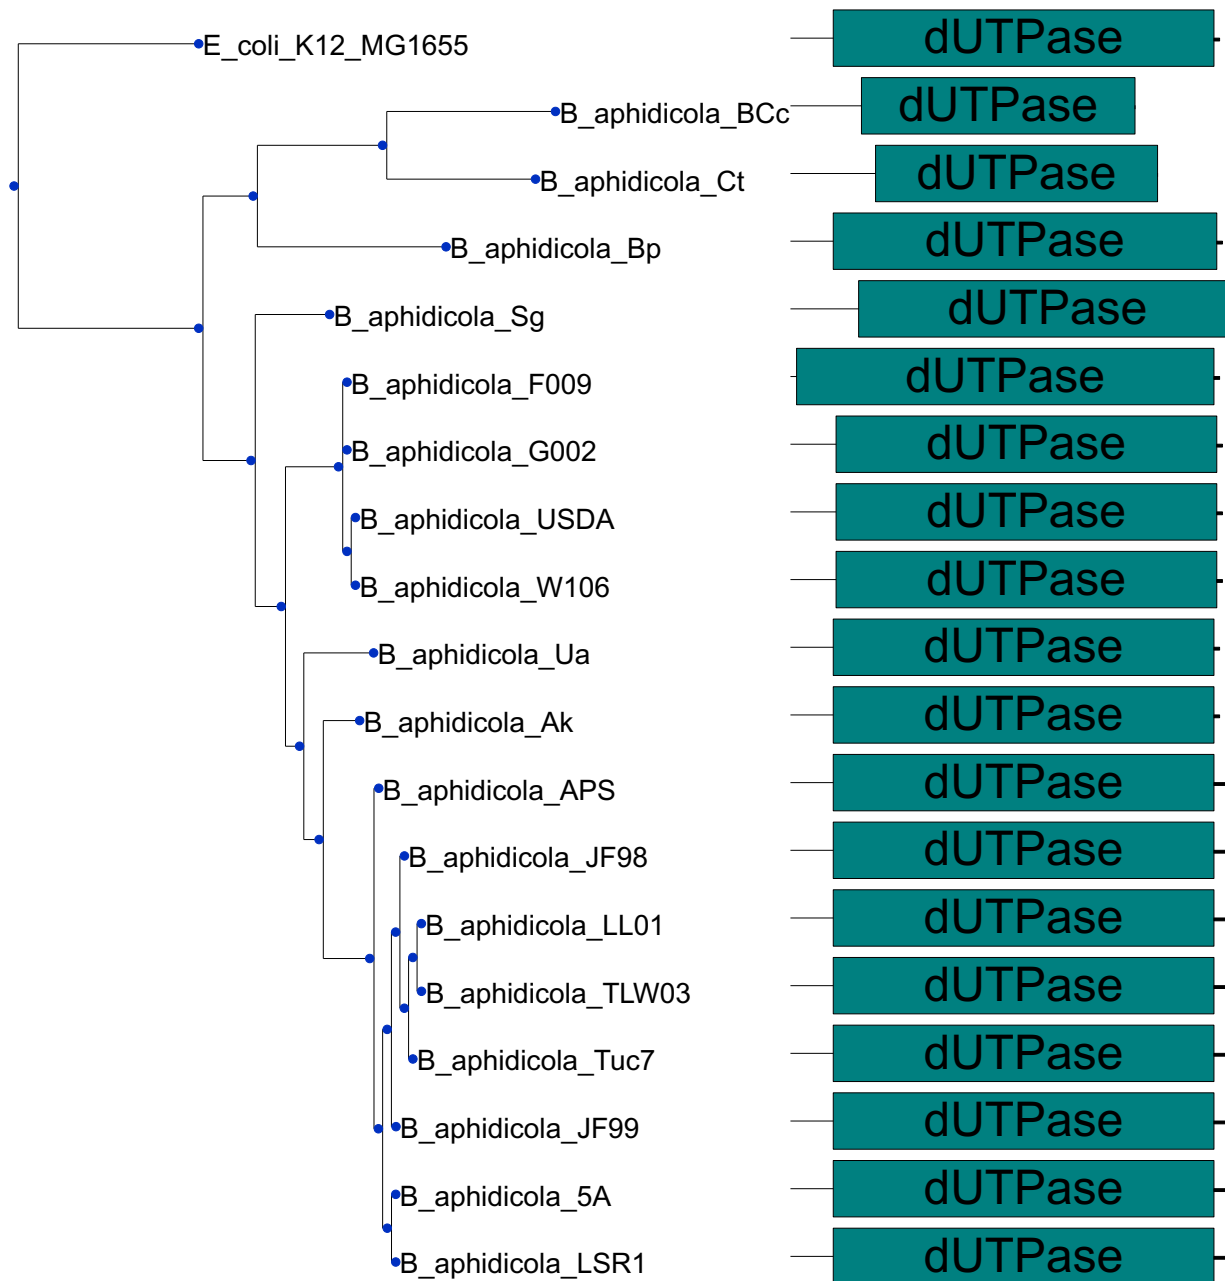 E_coli_K12_MG1655 dUTPase
B_aphidicola_BCc dUTPase
B_aphidicola_Ct dUTPase
B_aphidicola_Bp dUTPase
B_aphidicola_Sg dUTPase
B_aphidicola_F009 dUTPase
B_aphidicola_G002 dUTPase
B_aphidicola_USDA dUTPase
B_aphidicola_W106 dUTPase
B_aphidicola_Ua dUTPase
B_aphidicola_Ak dUTPase
B_aphidicola_APS dUTPase
B_aphidicola_JF98 dUTPase
B_aphidicola_LL01 dUTPase
B_aphidicola_TLW03 dUTPase
B_aphidicola_Tuc7 dUTPase
B_aphidicola_JF99 dUTPase
B_aphidicola_5A dUTPase
B_aphidicola_LSR1 dUTPase